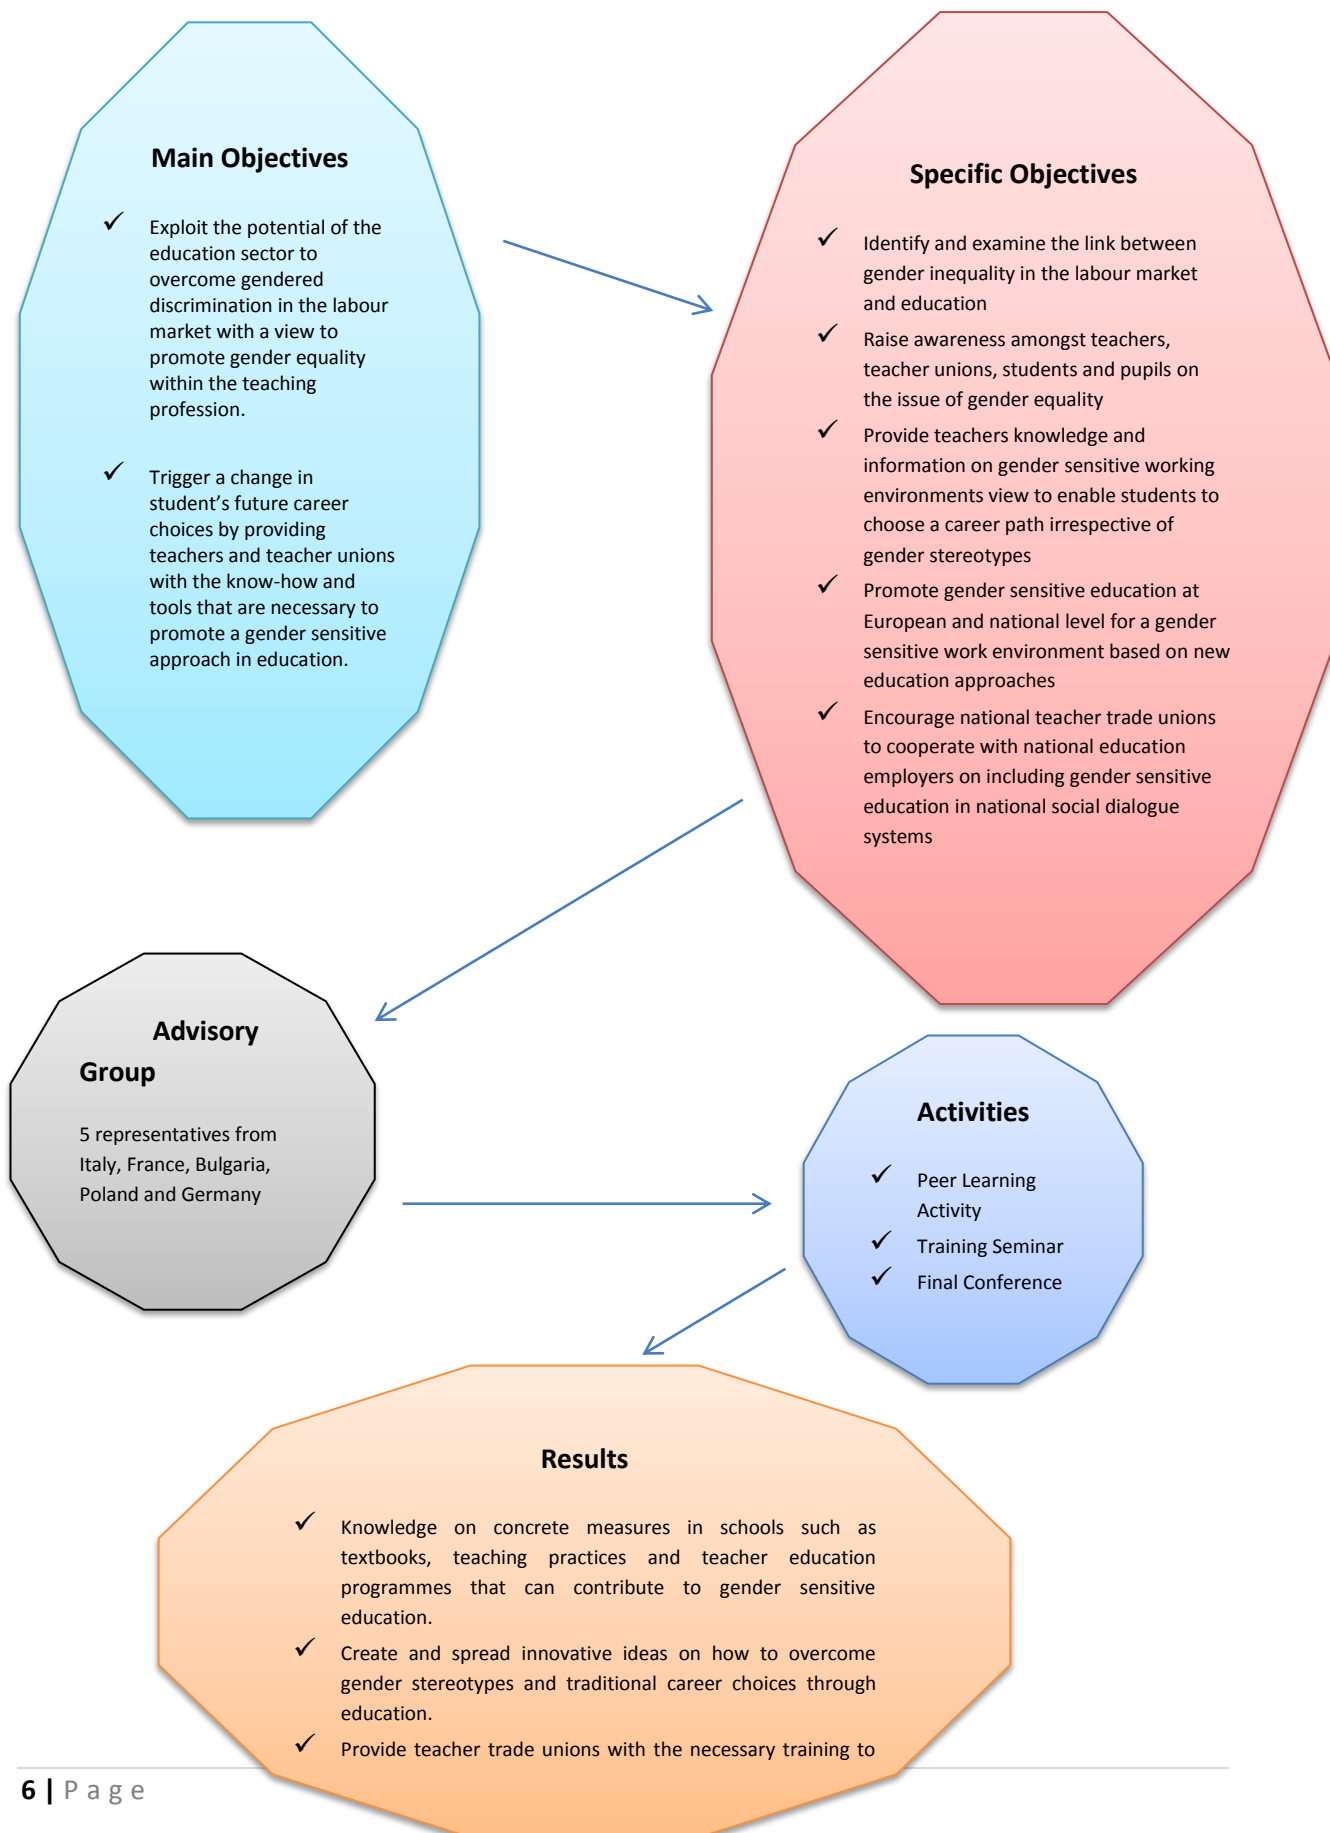 Main Objectives
✓ Exploit the potential of the
education sector to
overcome gendered
discrimination in the labour
market with a view to
promote gender equality
within the teaching
profession.
✓ Trigger a change in
student’s future career
choices by providing
teachers and teacher unions
with the know-how and
tools that are necessary to
promote a gender sensitive
approach in education.
Specific Objectives
✓ Identify and examine the link between
gender inequality in the labour market
and education
✓ Raise awareness amongst teachers,
teacher unions, students and pupils on
the issue of gender equality
✓ Provide teachers knowledge and
information on gender sensitive working
environments view to enable students to
choose a career path irrespective of
gender stereotypes
✓ Promote gender sensitive education at
European and national level for a gender
sensitive work environment based on new
education approaches
✓ Encourage national teacher trade unions
to cooperate with national education
employers on including gender sensitive
education in national social dialogue
systems
Advisory
Group
5 representatives from
Italy, France, Bulgaria,
Poland and Germany
Activities
✓ Peer Learning
Activity
✓ Training Seminar
✓ Final Conference
Results
✓ Knowledge on concrete measures in schools such as
textbooks, teaching practices and teacher education
programmes that can contribute to gender sensitive
education.
✓ Create and spread innovative ideas on how to overcome
gender stereotypes and traditional career choices through
education.
✓ Provide teacher trade unions with the necessary training to
6 | Page